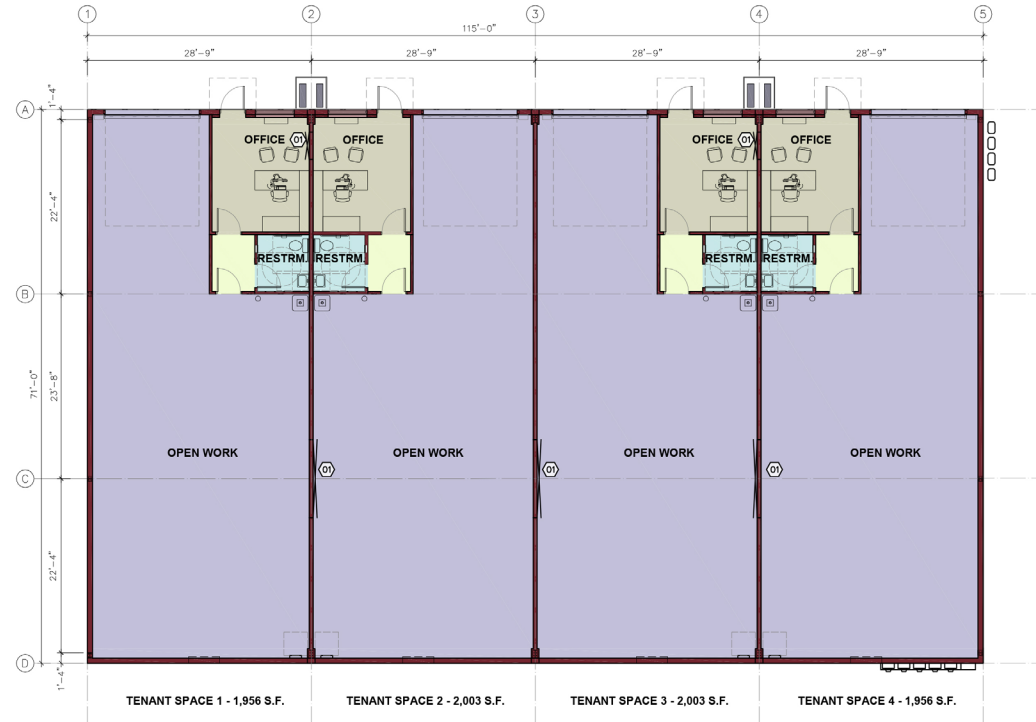 1 2 3 4 5
115'-0"
28'-9" 28'-9" 28'-9" 28'-9"
1'-4"
A
OFFICE 01 OFFICE OFFICE 01 OFFICE
22'-4"
RESTRM. RESTRM. RESTRM. RESTRM.
B
71'-0"
23'-8"
OPEN WORK OPEN WORK OPEN WORK OPEN WORK
01 01 01
C
22'-4"
D
1'-4"
TENANT SPACE 1 - 1,956 S.F. TENANT SPACE 2 - 2,003 S.F. TENANT SPACE 3 - 2,003 S.F. TENANT SPACE 4 - 1,956 S.F.